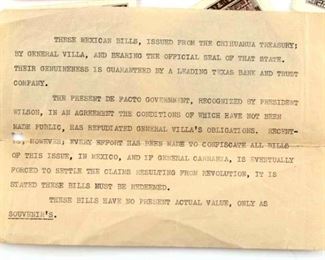 THESE MEXICAN BILLS, ISSUED FROM THE CHIHUAHUA TREASURY;
BY GENERAL VILLA, AND BEARING THE OFFICIAL SEAL OF THAT STATE.
THEIR GENUINENESS IS GUARANTEED BY A LEADING TEXAS BANK AND TRUST
COMPANY.
THE PRESENT DE FACTO GOVERNMENT, RECOGNIZED BY PRESIDENT
WILSON, IN AN AGREEMENT THE CONDITIONS OF WHICH HAVE NOT BEEN
MADE PUBLIC, HAS REPUDIATED GENERAL VILLA'S OBLIGATIONS. RECENT-
LY, HOWEVER; EVERY EFFORT HAS BEEN MADE TO CONFISCATE ALL BILLS
OF THIS ISSUE, IN MEXICO, AND IF GENERAL CARRANZA, IS EVENTUALLY
FORCED TO SETTLE THE CLAIMS RESULTING FROM REVOLUTION, IT IS
STATED THESE BILLS MUST BE REDEEMED.
THESE BILLS HAVE NO PRESENT ACTUAL VALUE, ONLY AS
SOUVENIR'S.